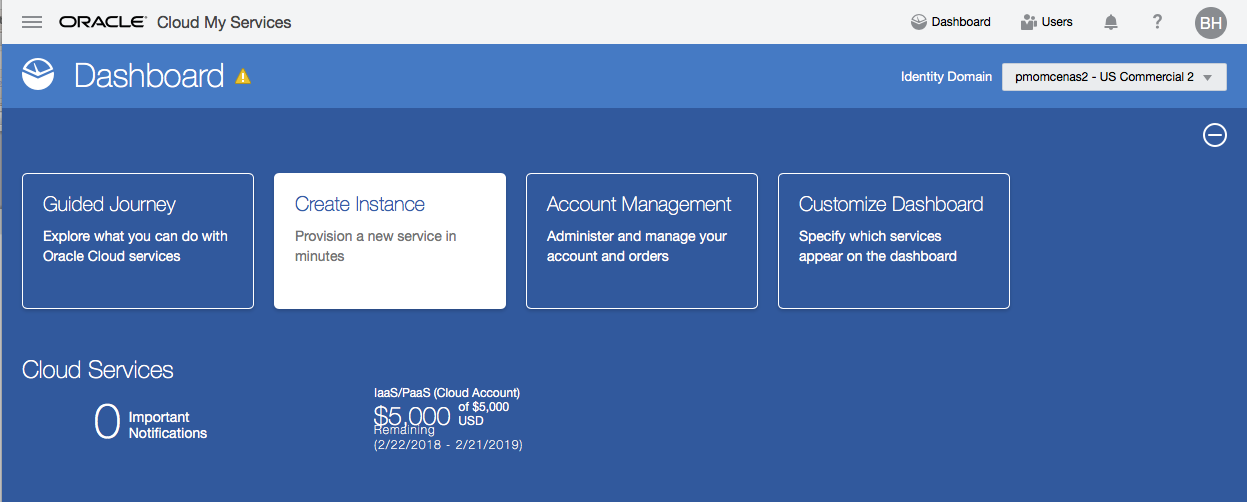 ORACLE Cloud My Services
Dashboard
Users
?
BH
Dashboard
Identity Domain
pmomcenas2 - US Commercial 2
Guided Journey
Explore what you can do with
Oracle Cloud services
Create Instance
Provision a new service in
minutes
Account Management
Administer and manage your
account and orders
Customize Dashboard
Specify which services
appear on the dashboard
Cloud Services
0 Important
Notifications
IaaS/PaaS (Cloud Account)
$5,000 of $5,000
USD
Remaining
(2/22/2018 - 2/21/2019)